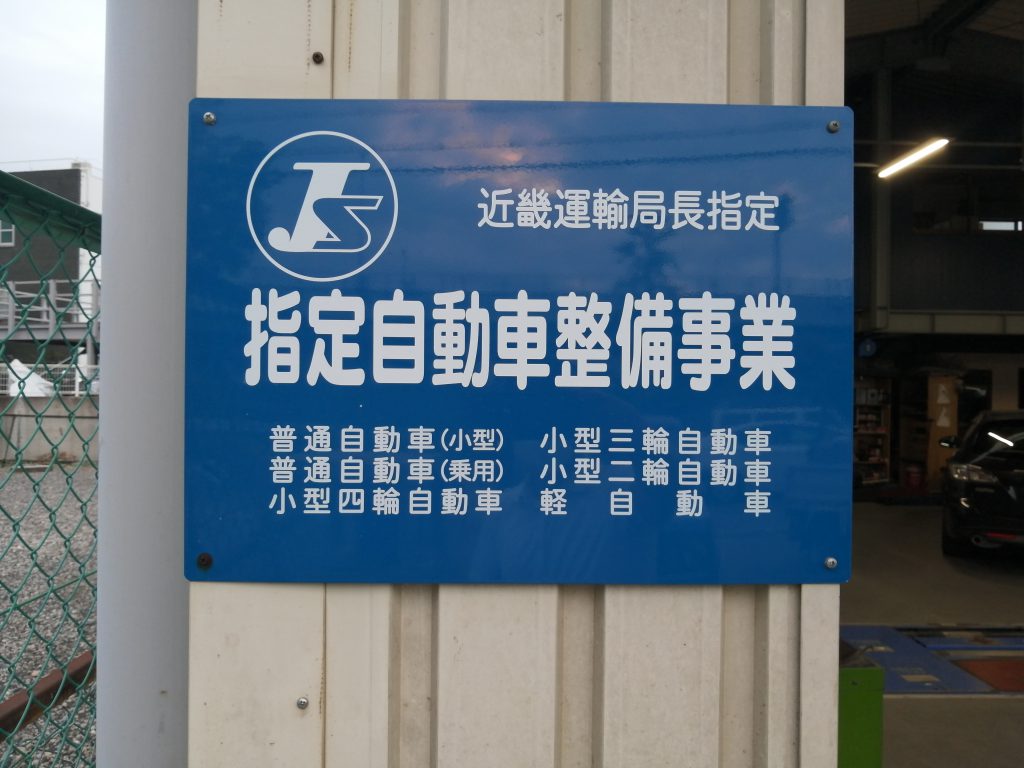 JS
近畿運輸局長指定
指定自動車整備事業
普通自動車(小型) 小型三輪自動車
普通自動車(乗用) 小型二輪自動車
小型四輪自動車 軽自動車